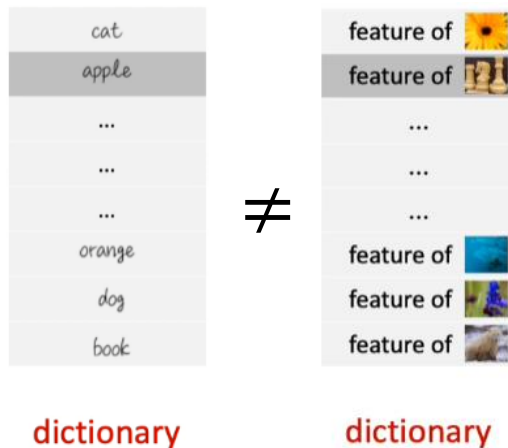 cat
apple
...
...
...
orange
dog
book
dictionary
≠
feature of
feature of
...
...
...
feature of
feature of
feature of
dictionary